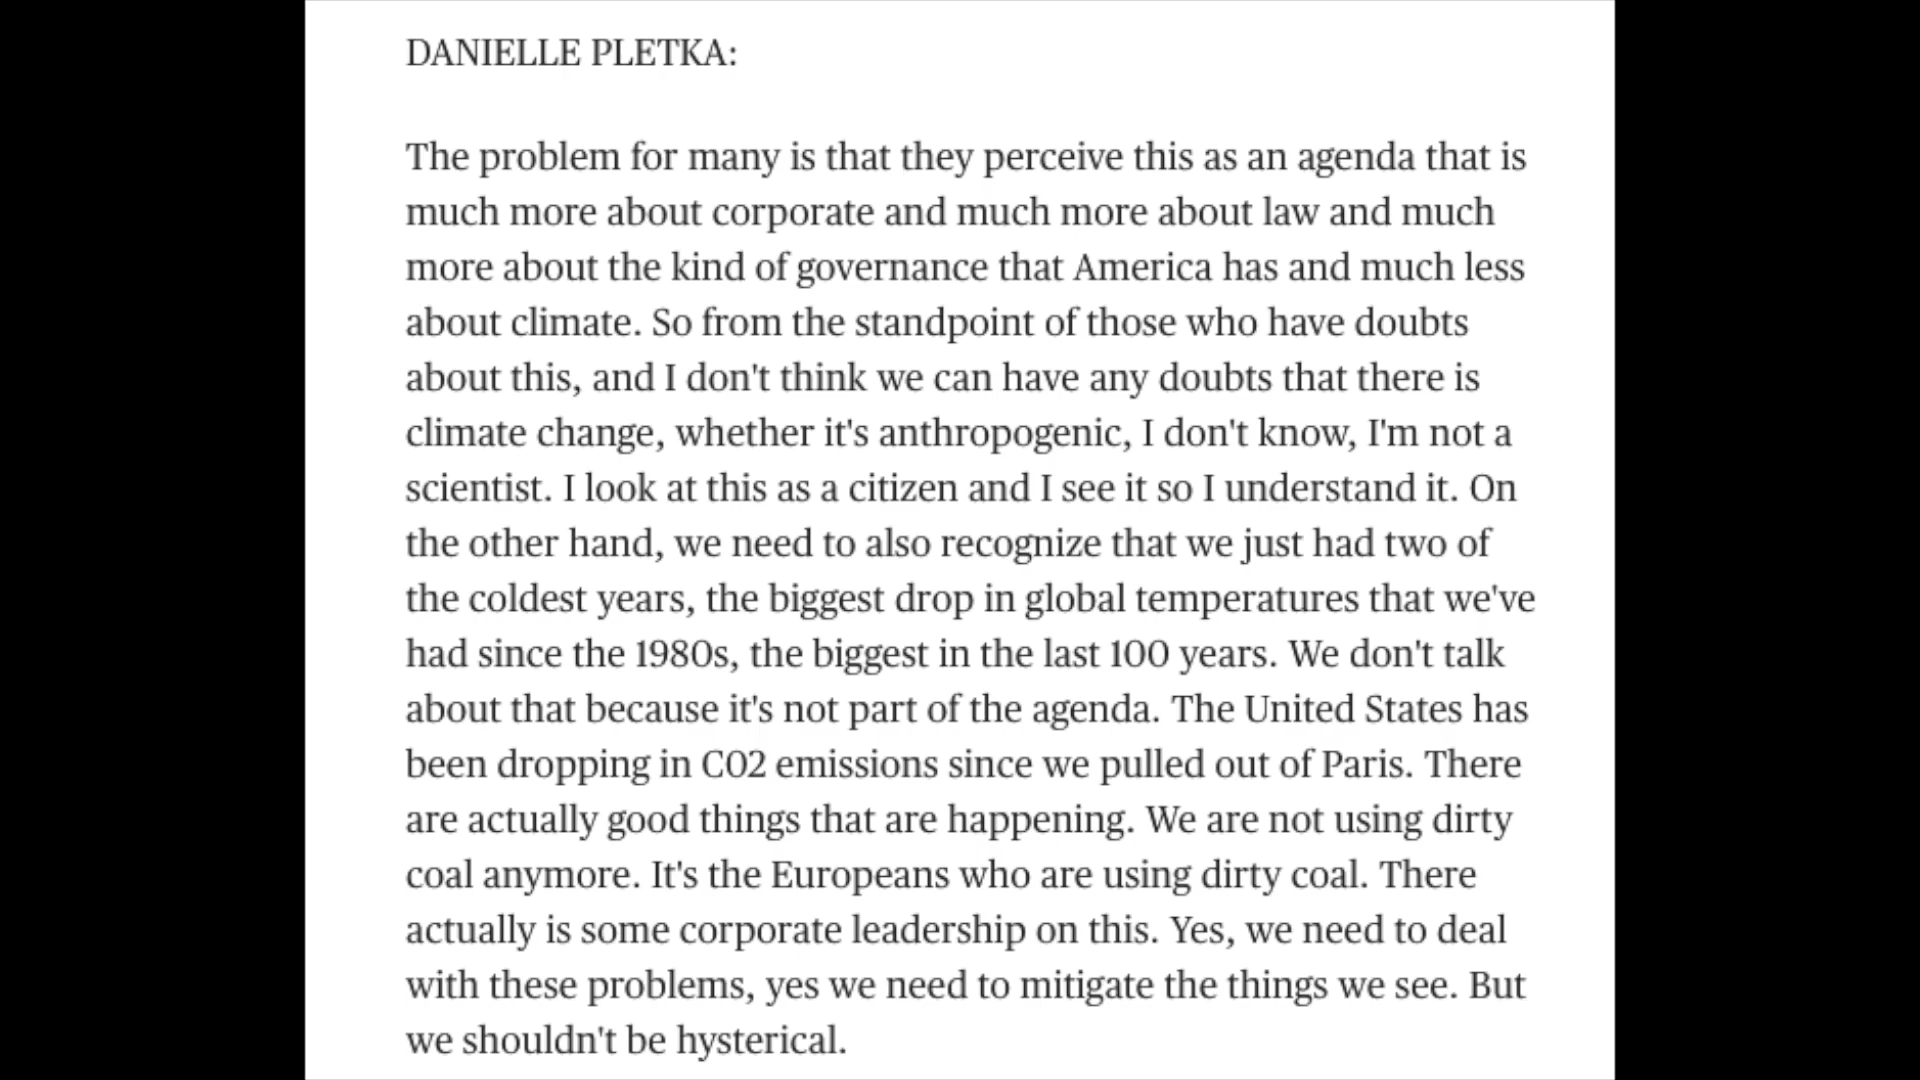 DANIELLE PLETKA:
The problem for many is that they perceive this as an agenda that is
much more about corporate and much more about law and much
more about the kind of governance that America has and much less
about climate. So from the standpoint of those who have doubts
about this, and I don't think we can have any doubts that there is
climate change, whether it's anthropogenic, I don't know, I'm not a
scientist. I look at this as a citizen and I see it so I understand it. On
the other hand, we need to also recognize that we just had two of
the coldest years, the biggest drop in global temperatures that we've
had since the 1980s, the biggest in the last 100 years. We don't talk
about that because it's not part of the agenda. The United States has
been dropping in CO2 emissions since we pulled out of Paris. There
are actually good things that are happening. We are not using dirty
coal anymore. It's the Europeans who are using dirty coal. There
actually is some corporate leadership on this. Yes, we need to deal
with these problems, yes we need to mitigate the things we see. But
we shouldn't be hysterical.